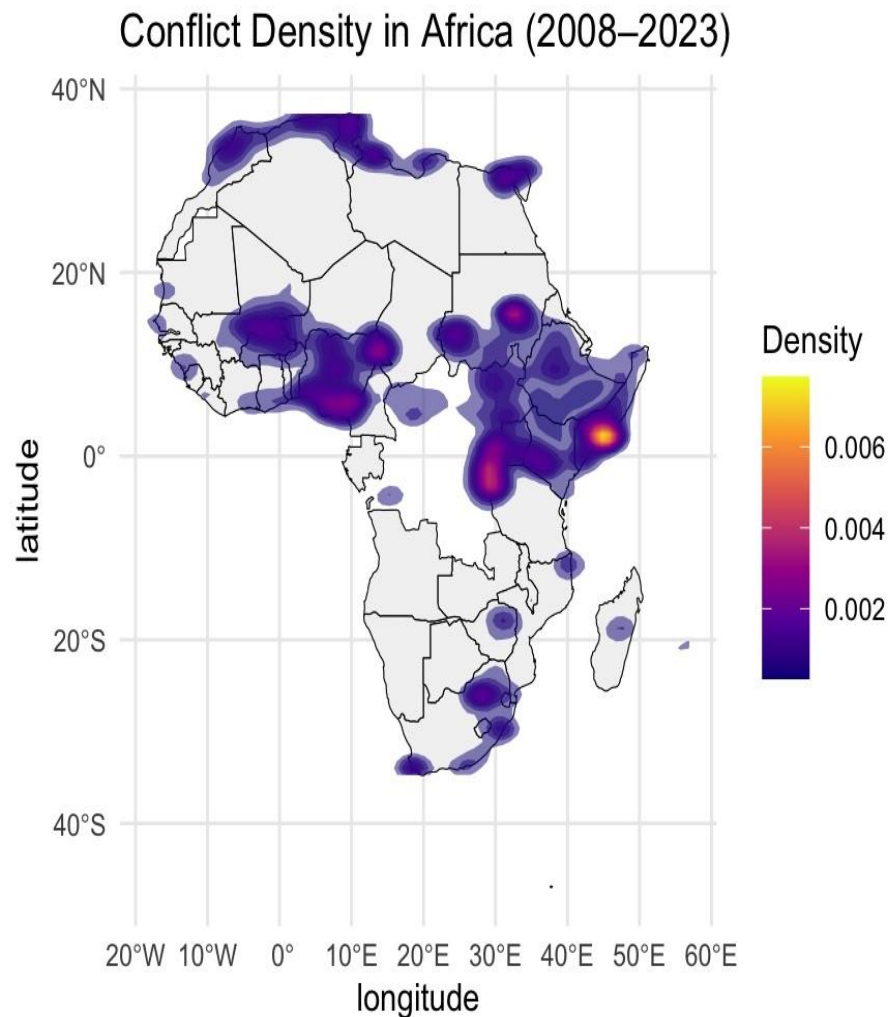 Conflict Density in Africa (2008–2023)
40°N
20°N
0°
20°S
40°S
latitude
20°W 10°W 0° 10°E 20°E 30°E 40°E 50°E 60°E
longitude
Density
0.006
0.004
0.002